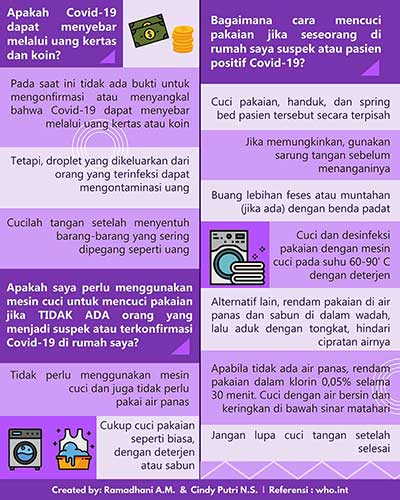 Apakah Covid-19
dapat menyebar
melalui uang kertas
dan koin?
Pada saat ini tidak ada bukti untuk
mengonfirmasi atau menyangkal
bahwa Covid-19 dapat menyebar
melalui uang kertas atau koin
Tetapi, droplet yang dikeluarkan dari
orang yang terinfeksi dapat
mengontaminasi uang
Cucilah tangan setelah menyentuh
barang-barang yang sering
dipegang seperti uang
Apakah saya perlu menggunakan
mesin cuci untuk mencuci pakaian
jika TIDAK ADA orang yang
menjadi suspek atau terkonfirmasi
Covid-19 di rumah saya?
Tidak perlu menggunakan mesin
cuci dan juga tidak perlu
pakai air panas
Cukup cuci pakaian
seperti biasa,
dengan deterjen
atau sabun
Bagaimana cara mencuci
pakaian jika seseorang di
rumah saya suspek atau pasien
positif Covid-19?
Cuci pakaian, handuk, dan spring
bed pasien tersebut secara terpisah
Jika memungkinkan, gunakan
sarung tangan sebelum
menanganinya
Buang lebihan feses atau muntahan
(jika ada) dengan benda padat
Cuci dan desinfeksi
pakaian dengan mesin
cuci pada suhu 60-90° C
dengan deterjen
Alternatif lain, rendam pakaian di air
panas dan sabun di dalam wadah,
lalu aduk dengan tongkat, hindari
cipratan airnya
Apabila tidak ada air panas, rendam
pakaian dalam klorin 0,05% selama
30 menit. Cuci dengan air bersin dan
keringkan di bawah sinar matahari
Jangan lupa cuci tangan setelah
selesai
Created by: Ramadhani A.M. & Cindy Putri N.S. | Referensi : who.int